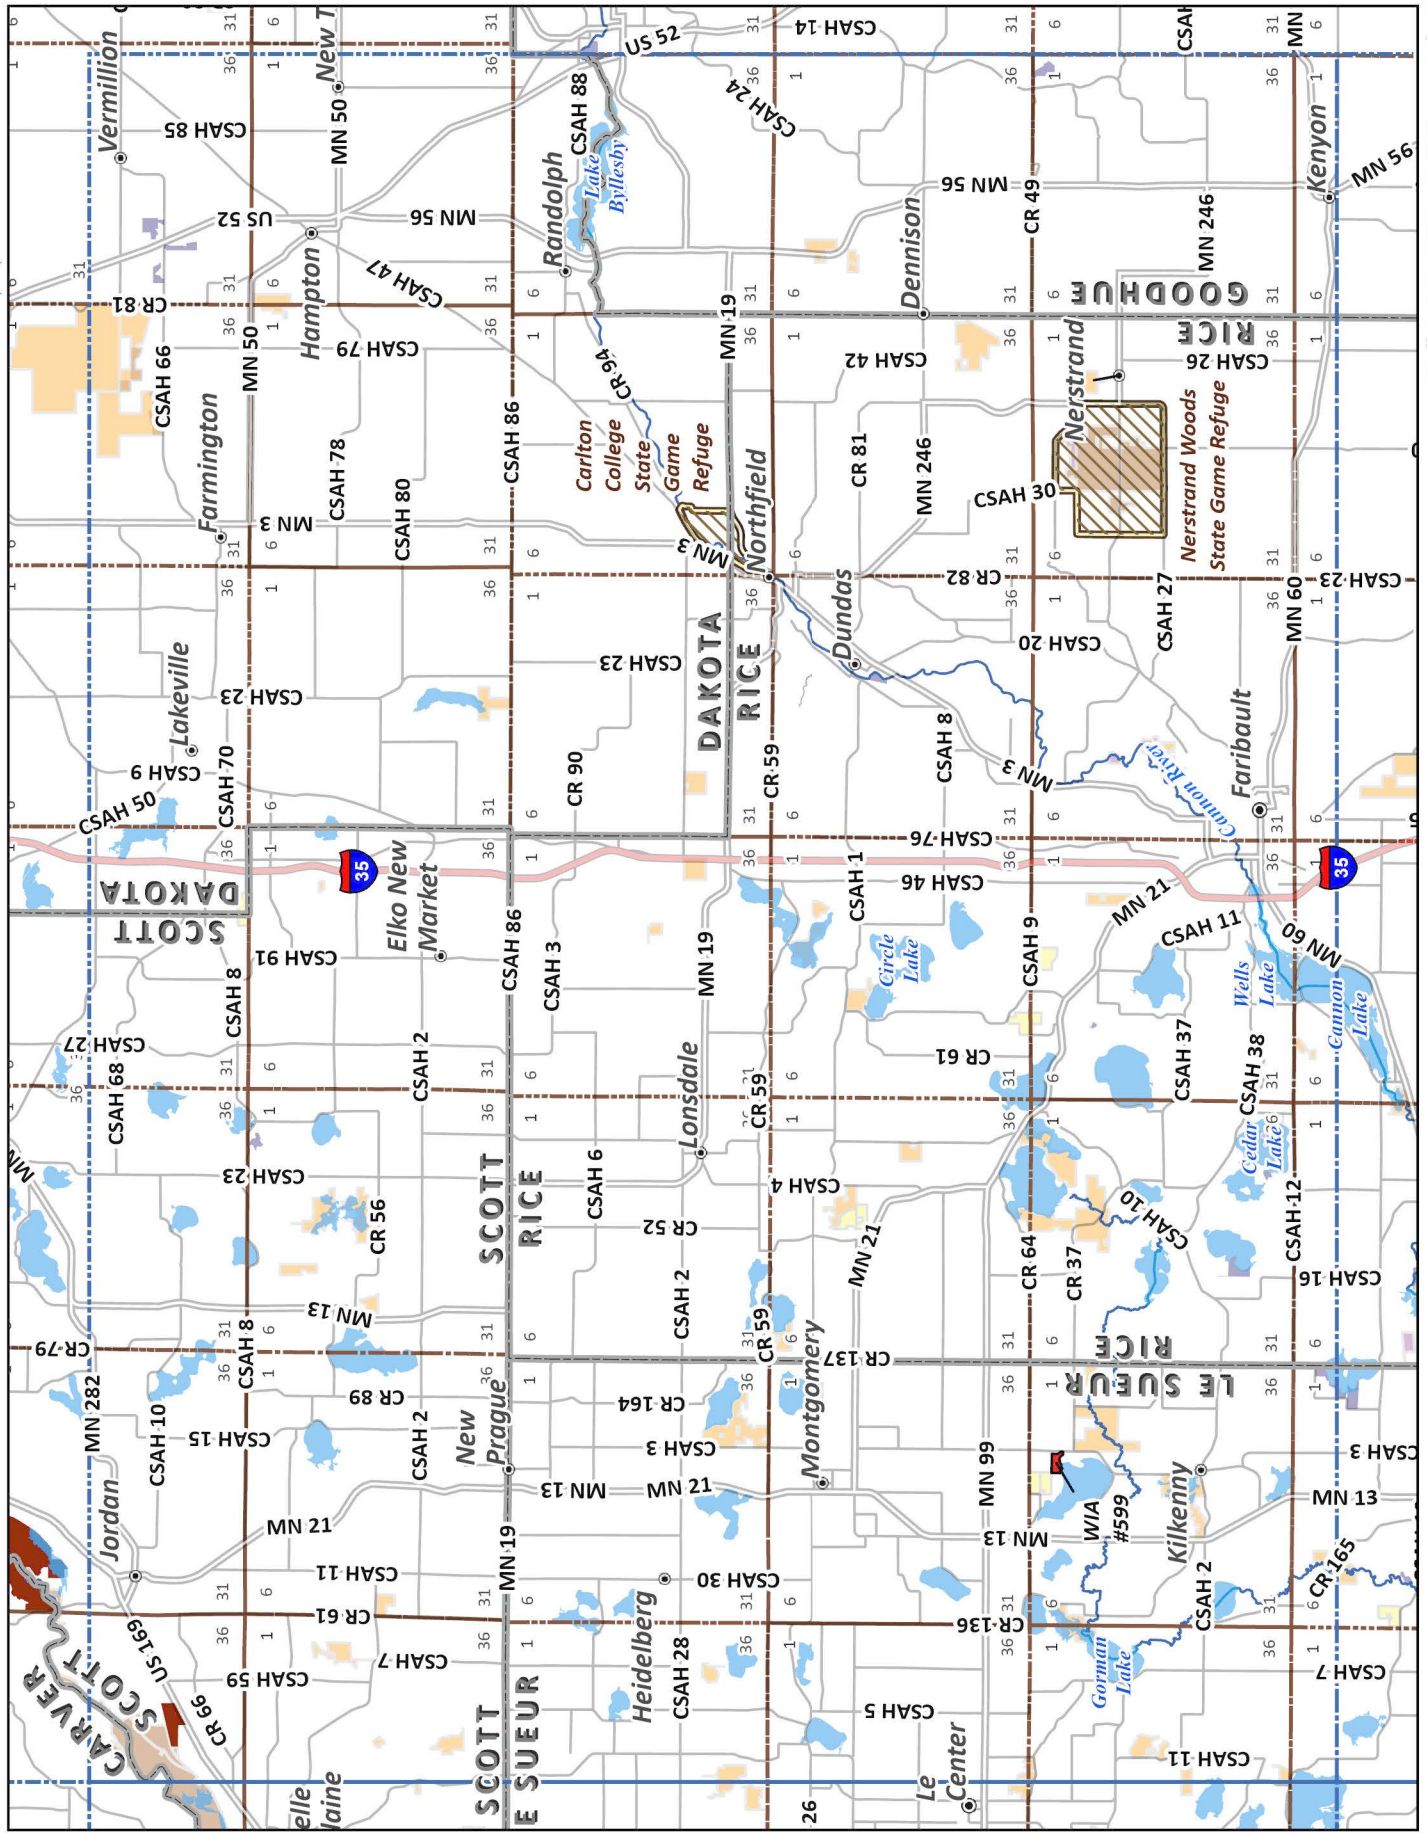 CARVER
SCOTT
US 169
CR 66
elle
laine
Jordan
MN 282
CR 79
CSAH 10
CSAH 15
CSAH 68
CSAH 27
CSAH 8
SCOTT
DAKOTA
CSAH 50
CSAH 9
Lakeville
CSAH 70
CSAH 66
CR 81
Vermillion
CSAH 85
US 52
Farmington
CSAH 59
CR 61
CSAH 11
MN 21
CSAH 8
CSAH 23
CSAH 91
CSAH 23
MN 3
MN 50
Hampton
MN 50
New T
CSAH 7
CR 89
MN 13
CR 56
35
Elko New
Market
CSAH 78
CSAH 79
CSAH 80
CSAH 47
MN 56
CSAH 2
CSAH 2
New
Prague
SCOTT
E SUEUR
MN 19
SCOTT
RICE
CSAH 86
CSAH 86
MN 13
MN 21
CSAH 3
CR 90
CSAH 6
CSAH 23
Carlton
College
State
Game
Refuge
CR 94
Randolph
CSAH 88
Lake
Byllesby
US 52
CSAH 14
Heidelberg
CSAH 28
CSAH 30
CSAH 3
CR 164
CSAH 2
CR 52
Lonsdale
MN 19
DAKOTA
RICE
MN 3
MN 19
Northfield
CSAH 24
CR 59
CR 59
CR 59
CSAH 4
26
Montgomery
CR 137
MN 21
CSAH 1
Dundas
CR 81
CSAH 42
Dennison
MN 56
CSAH 5
Le
Center
Circle
Lake
CSAH 46
CSAH 76
CSAH 8
MN 246
CR 136
MN 13
MN 99
CR 61
CR 82
CSAH 30
CR 64
CSAH 9
MN 3
CSAH 20
CR 49
CR 37
WIA
#599
Gorman
Lake
LE SUEUR
RICE
CSAH 10
MN 21
Nerstrand
GOODHUE
RICE
CSAH 11
Kilkenny
CSAH 2
CSAH 37
CSAH 11
Cannon River
CSAH 27
Nerstrand Woods
State Game Refuge
CSAH 26
MN 246
CSAH 38
Wells
Lake
Cedar
Lake
Faribault
CSAH 12
MN 60
MN 60
Kenyon
CSAH 7
CR 165
MN 13
CSAH 3
CSAH 16
Cannon
Lake
35
CSAH 23
MN 56